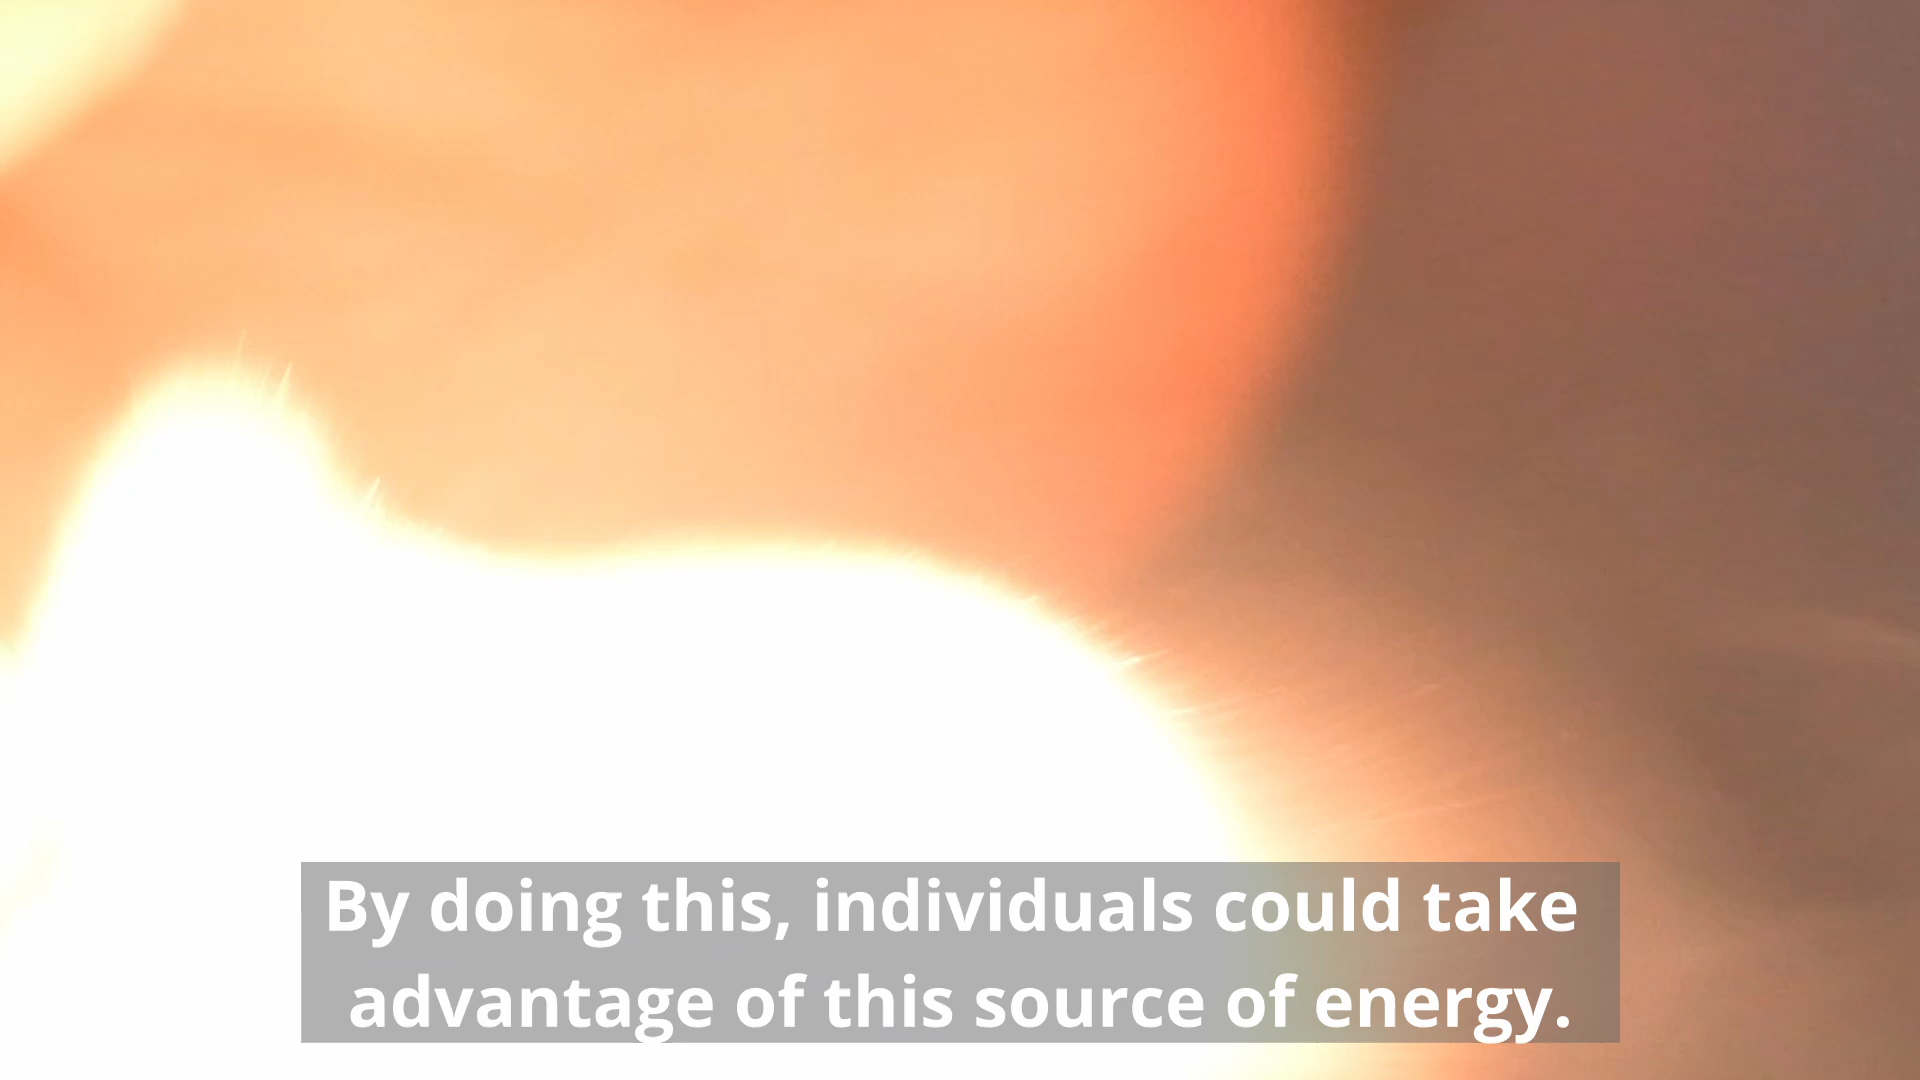 By doing this, individuals could take
advantage of this source of energy.